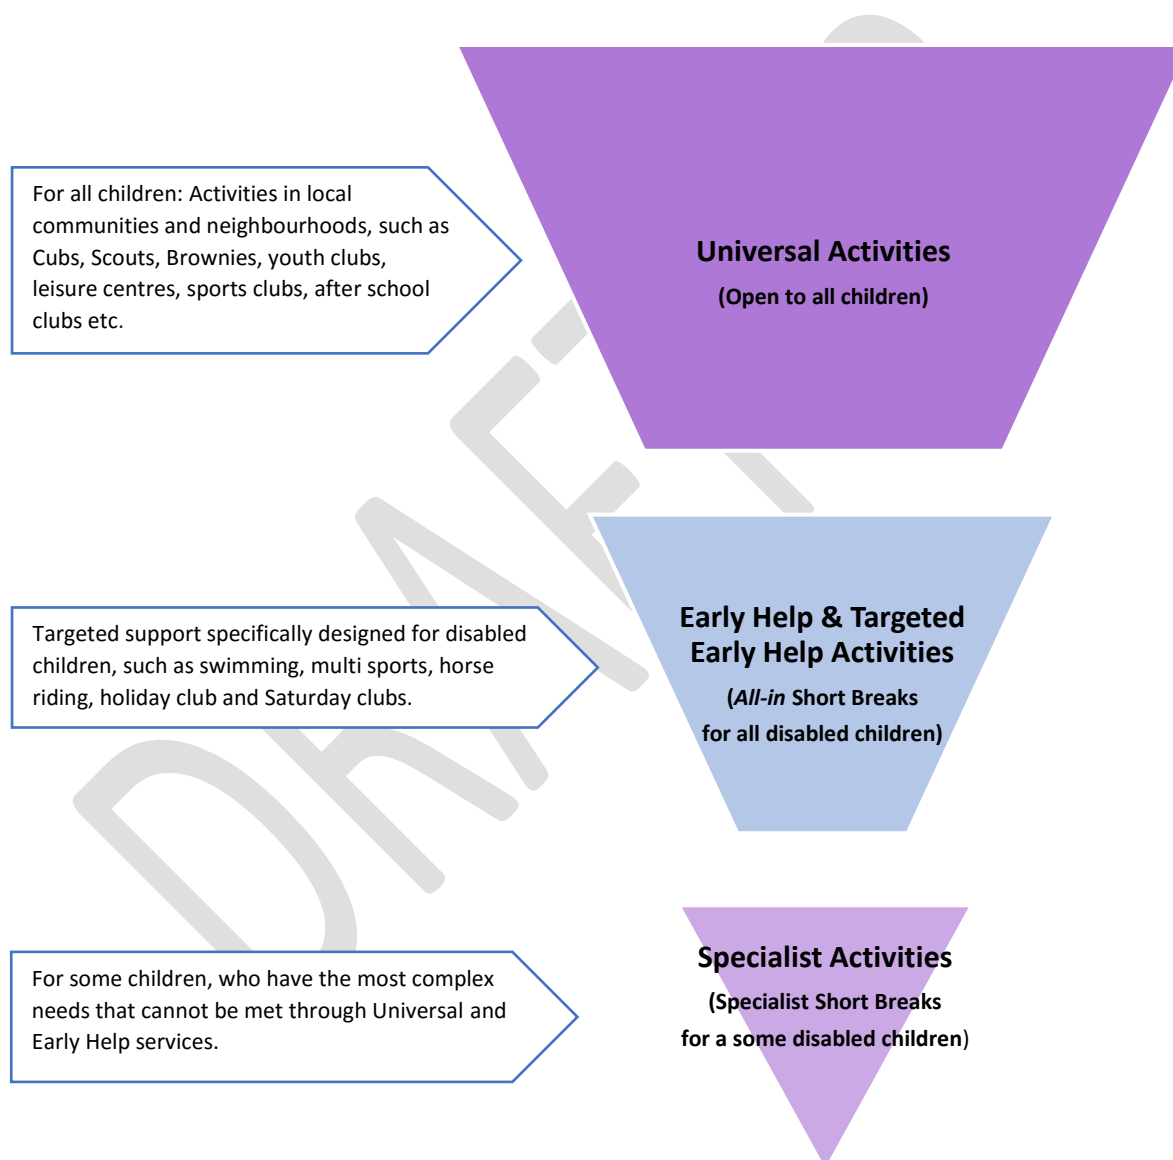 For all children: Activities in local
communities and neighbourhoods, such as
Cubs, Scouts, Brownies, youth clubs,
leisure centres, sports clubs, after school
clubs etc.
Universal Activities
(Open to all children)
Targeted support specifically designed for disabled
children, such as swimming, multi sports, horse
riding, holiday club and Saturday clubs.
Early Help & Targeted
Early Help Activities
(All-in Short Breaks
for all disabled children)
For some children, who have the most complex
needs that cannot be met through Universal and
Early Help services.
Specialist Activities
(Specialist Short Breaks
for a some disabled children)
DRAFT